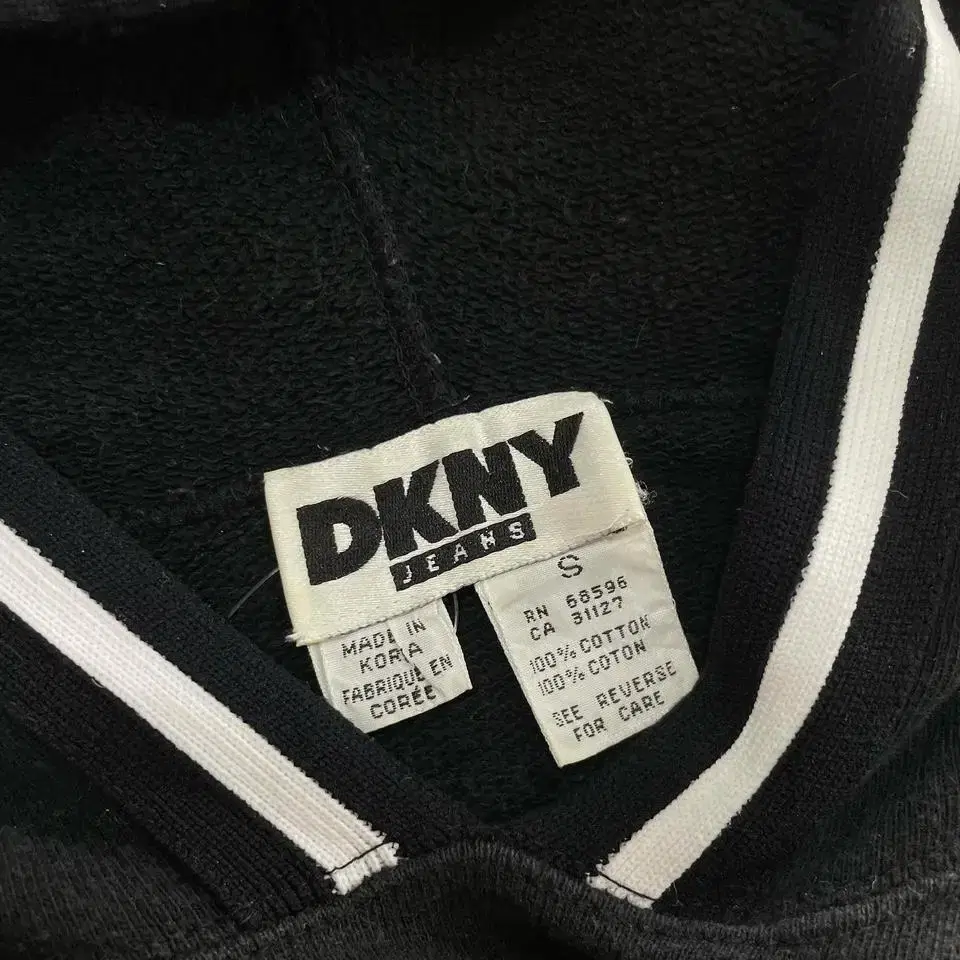 DKNY
JEANS
MADE IN
KOREA
FABRIQUE EN
CORÉE
S
RN 68596
CA 31127
100% COTTON
100% COTON
SEE REVERSE
FOR CARE